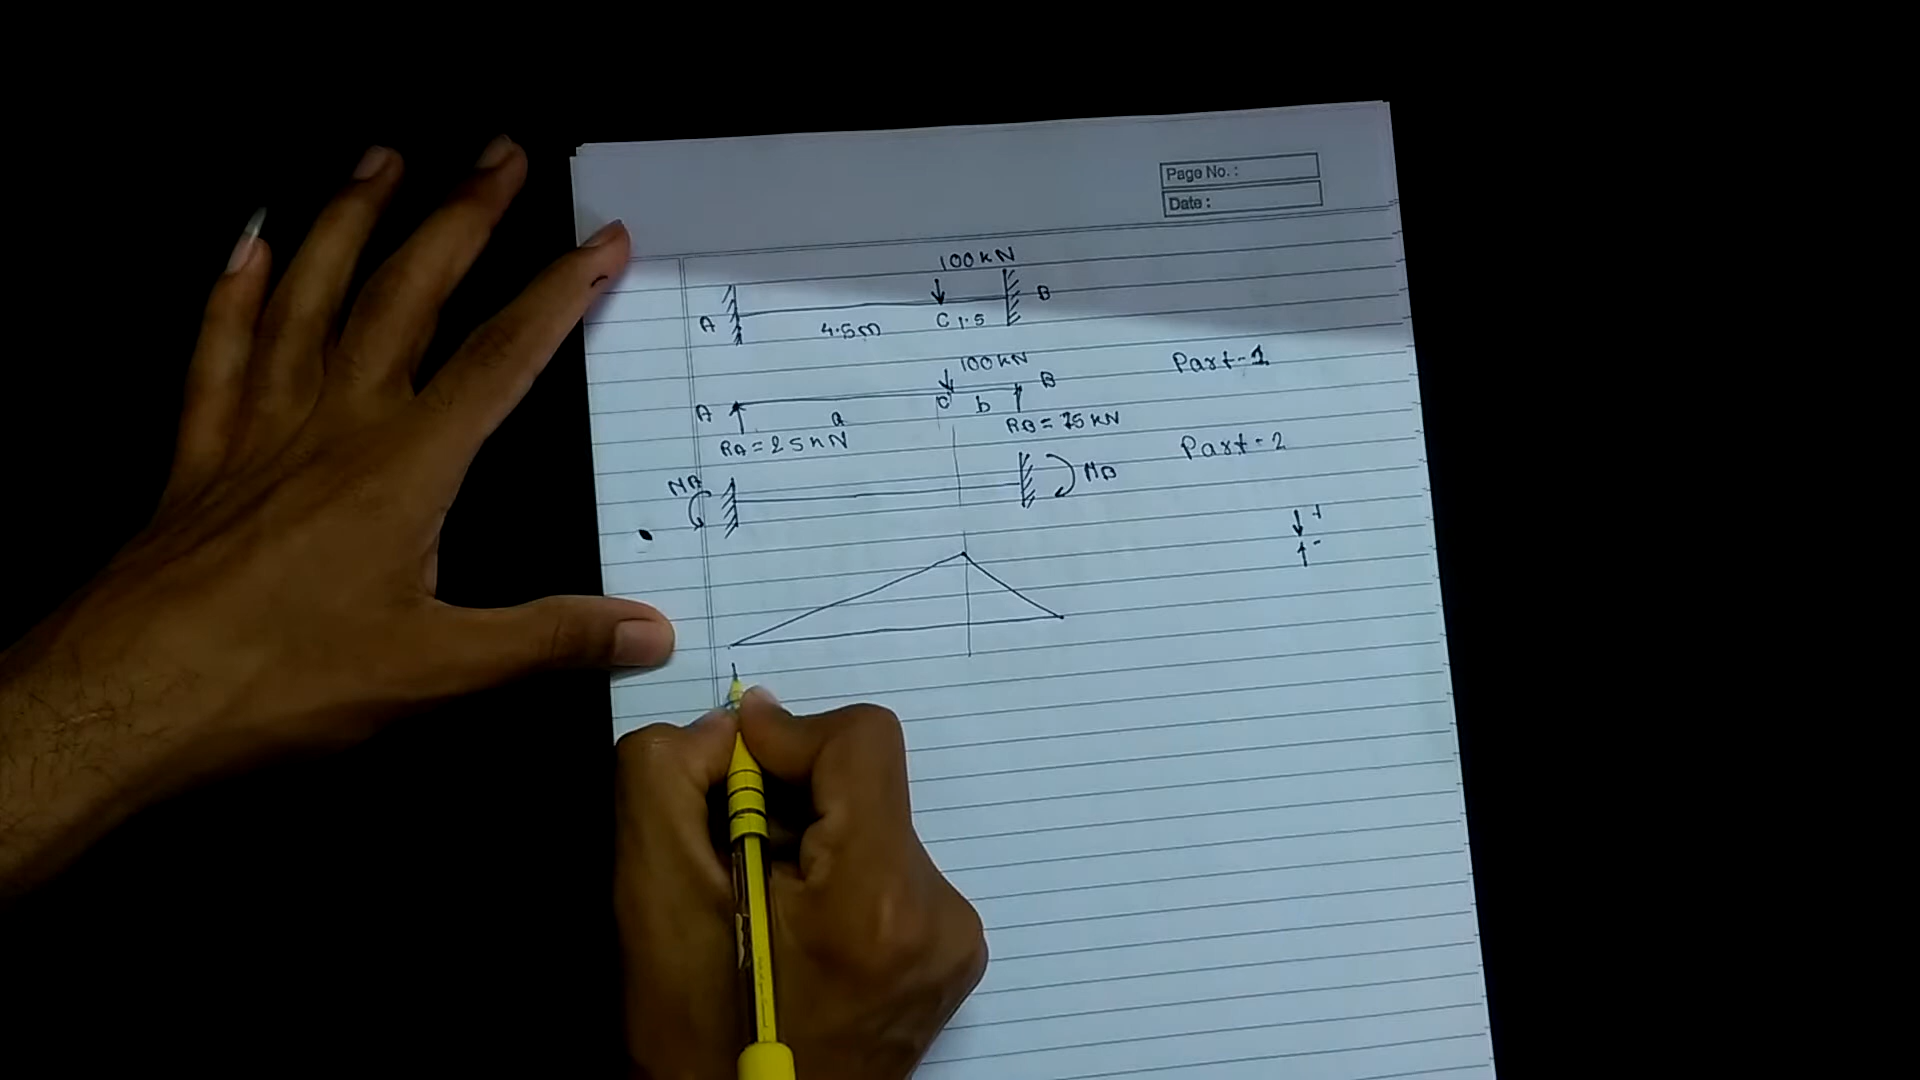 Page No. :
Date :
100 kN
A B
4.5m C 1.5
100 kN
Part-1
A C B
a b
RA = 25 kN RB = 75 kN
Part-2
MA MB
+
-